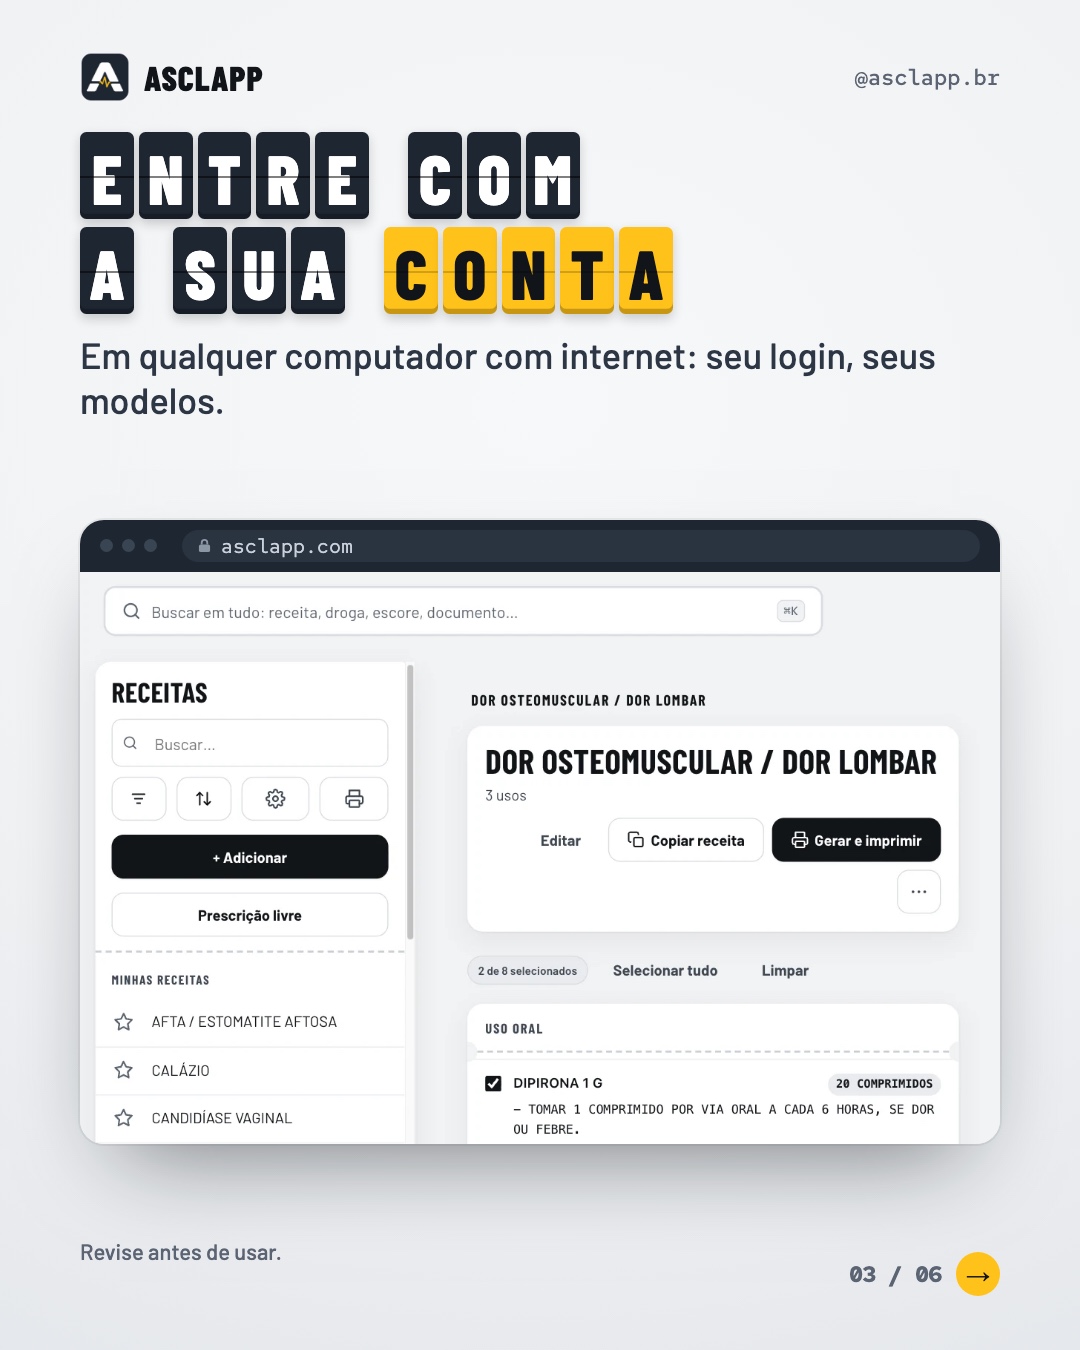 ASCLAPP
@asclapp.br
ENTRE COM
A SUA CONTA
Em qualquer computador com internet: seu login, seus
modelos.
asclapp.com
Buscar em tudo: receita, droga, escore, documento...
⌘K
RECEITAS
Buscar...
+ Adicionar
Prescrição livre
MINHAS RECEITAS
AFTA / ESTOMATITE AFTOSA
CALÁZIO
CANDIDÍASE VAGINAL
DOR OSTEOMUSCULAR / DOR LOMBAR
DOR OSTEOMUSCULAR / DOR LOMBAR
3 usos
Editar
Copiar receita
Gerar e imprimir
...
2 de 8 selecionados
Selecionar tudo
Limpar
USO ORAL
DIPIRONA 1 G
20 COMPRIMIDOS
– TOMAR 1 COMPRIMIDO POR VIA ORAL A CADA 6 HORAS, SE DOR
OU FEBRE.
Revise antes de usar.
03 / 06 →